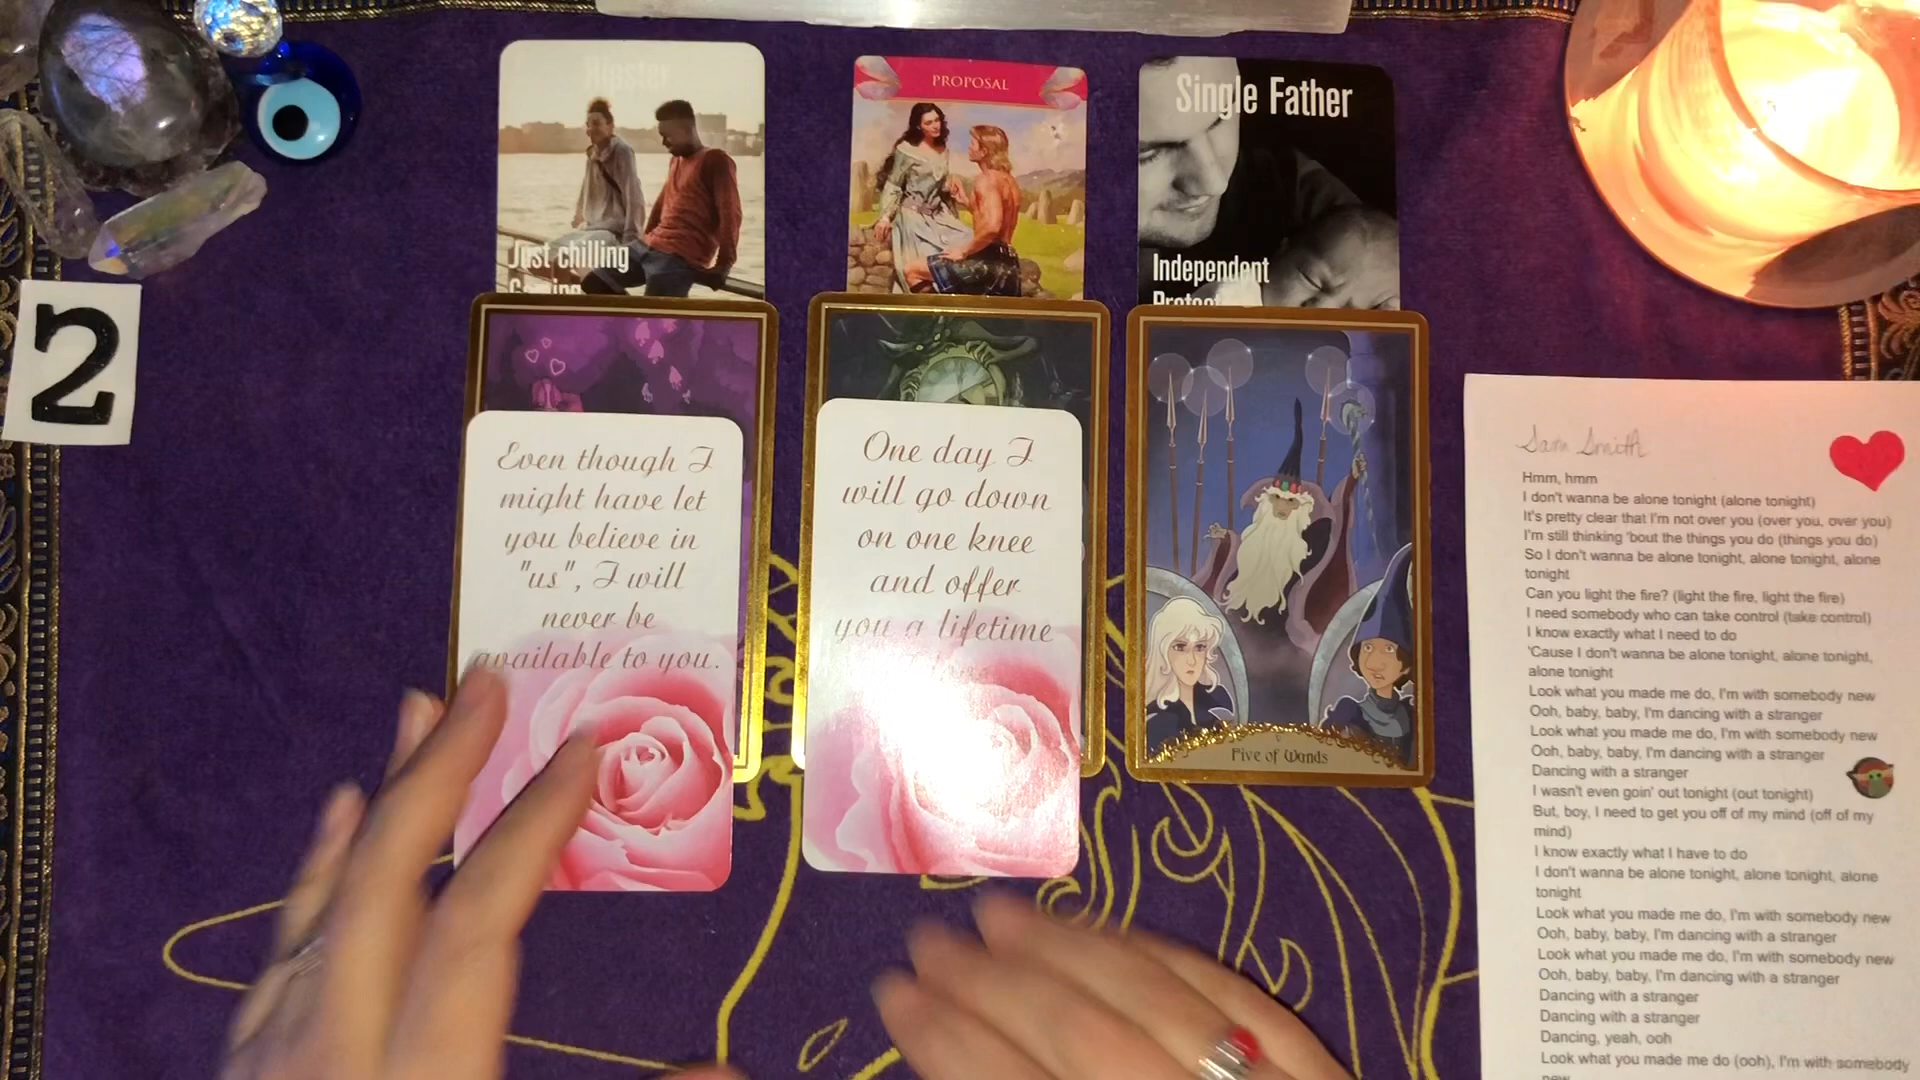 Hipster
Just chilling
Gaming
PROPOSAL
Single Father
Independent
2
Even though I
might have let
you believe in
"us", I will
never be
available to you.
One day I
will go down
on one knee
and offer
you a lifetime
Five of Wands
Sam Smith
Hmm, hmm
I don't wanna be alone tonight (alone tonight)
It's pretty clear that I'm not over you (over you, over you)
I'm still thinking 'bout the things you do (things you do)
So I don't wanna be alone tonight, alone tonight, alone
tonight
Can you light the fire? (light the fire, light the fire)
I need somebody who can take control (take control)
I know exactly what I need to do
'Cause I don't wanna be alone tonight, alone tonight,
alone tonight
Look what you made me do, I'm with somebody new
Ooh, baby, baby, I'm dancing with a stranger
Look what you made me do, I'm with somebody new
Ooh, baby, baby, I'm dancing with a stranger
Dancing with a stranger
I wasn't even goin' out tonight (out tonight)
But, boy, I need to get you off of my mind (off of my
mind)
I know exactly what I have to do
I don't wanna be alone tonight, alone tonight, alone
tonight
Look what you made me do, I'm with somebody new
Ooh, baby, baby, I'm dancing with a stranger
Look what you made me do, I'm with somebody new
Ooh, baby, baby, I'm dancing with a stranger
Dancing with a stranger
Dancing with a stranger
Dancing, yeah, ooh
Look what you made me do (ooh), I'm with somebody
new